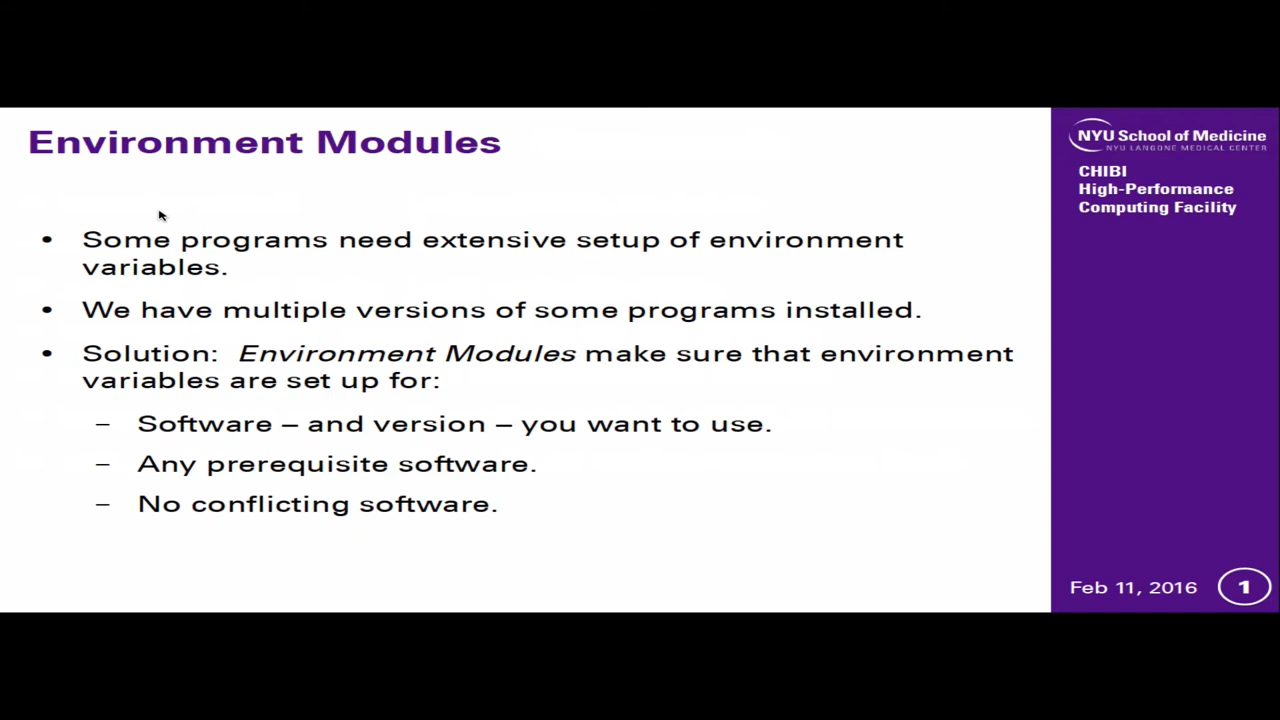 Environment Modules
• Some programs need extensive setup of environment
variables.
• We have multiple versions of some programs installed.
• Solution: Environment Modules make sure that environment
variables are set up for:
– Software – and version – you want to use.
– Any prerequisite software.
– No conflicting software.
NYU School of Medicine
NYU LANGONE MEDICAL CENTER
CHIBI
High-Performance
Computing Facility
Feb 11, 2016 1